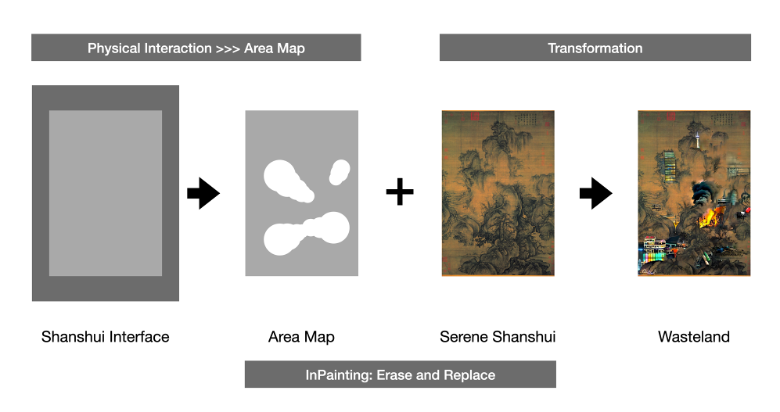 Physical Interaction >>> Area Map
Transformation
Shanshui Interface
Area Map
Serene Shanshui
Wasteland
InPainting: Erase and Replace